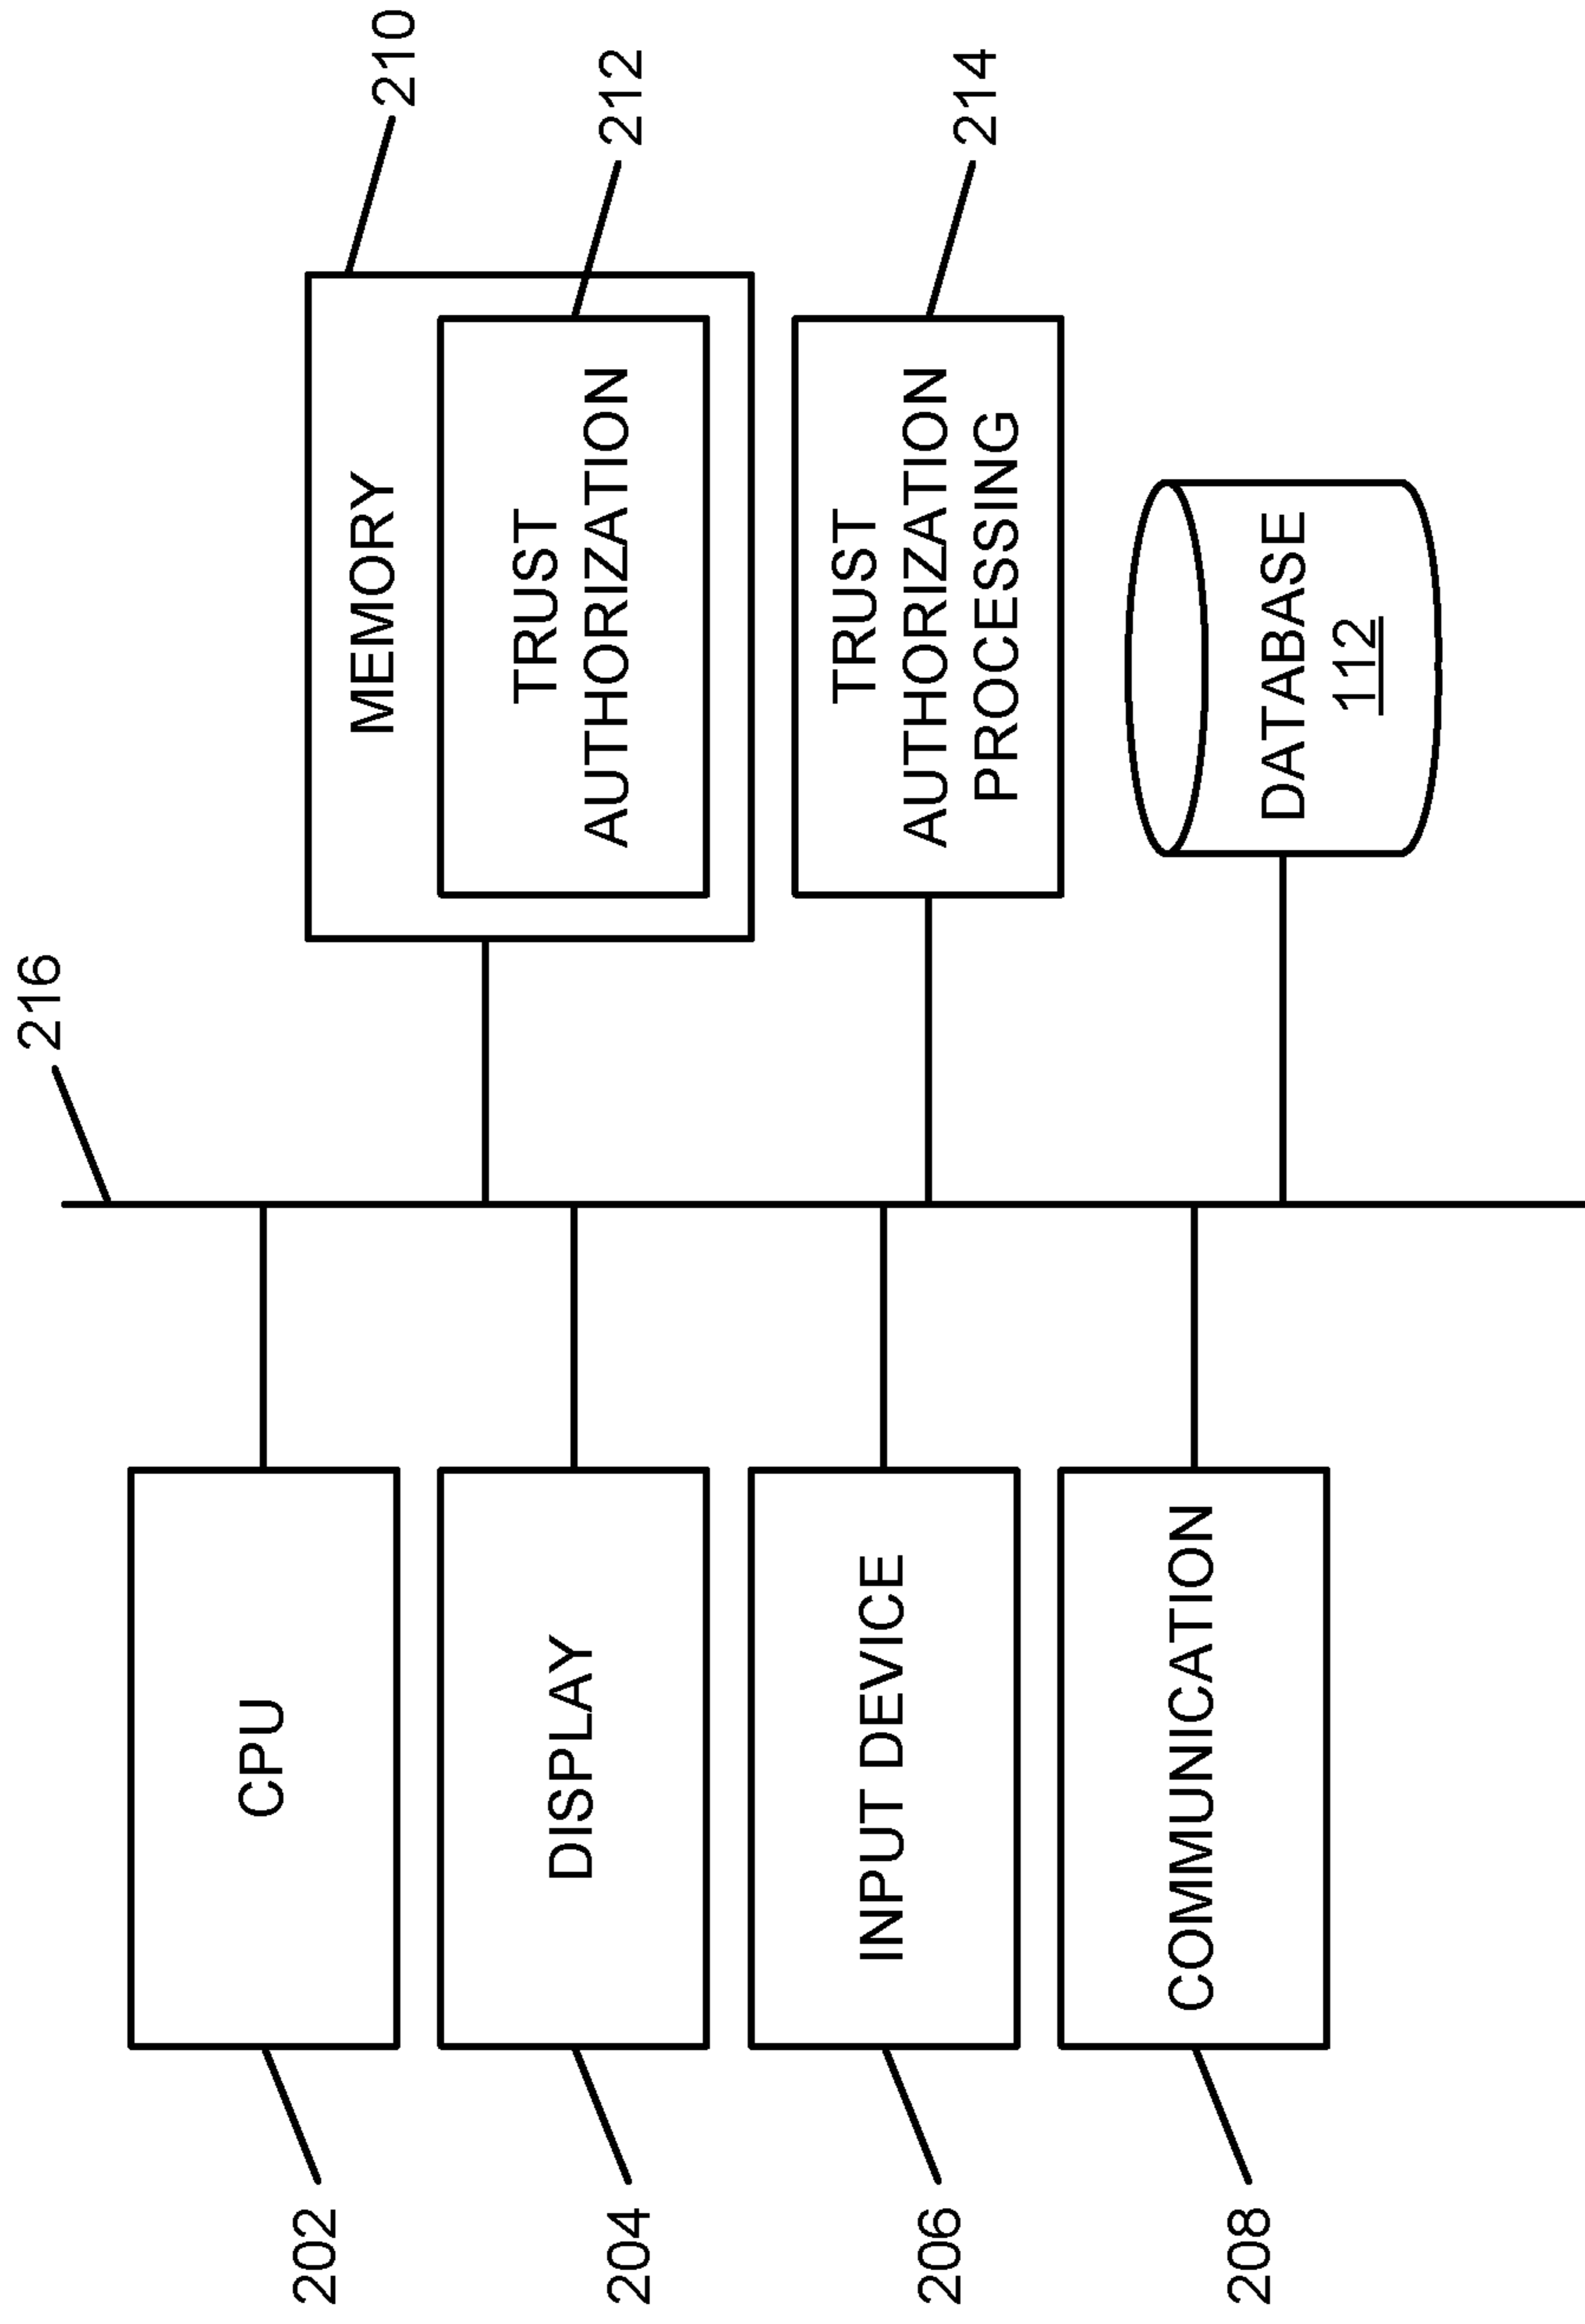 216
202
CPU
204
DISPLAY
206
INPUT DEVICE
208
COMMUNICATION
210
MEMORY
212
TRUST
AUTHORIZATION
214
TRUST
AUTHORIZATION
PROCESSING
DATABASE
112